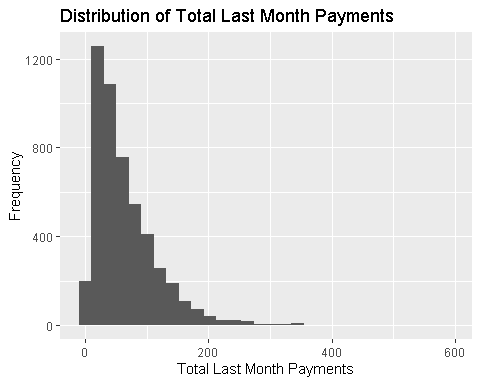 Distribution of Total Last Month Payments
1200
800
400
0
Frequency
0 200 400 600
Total Last Month Payments